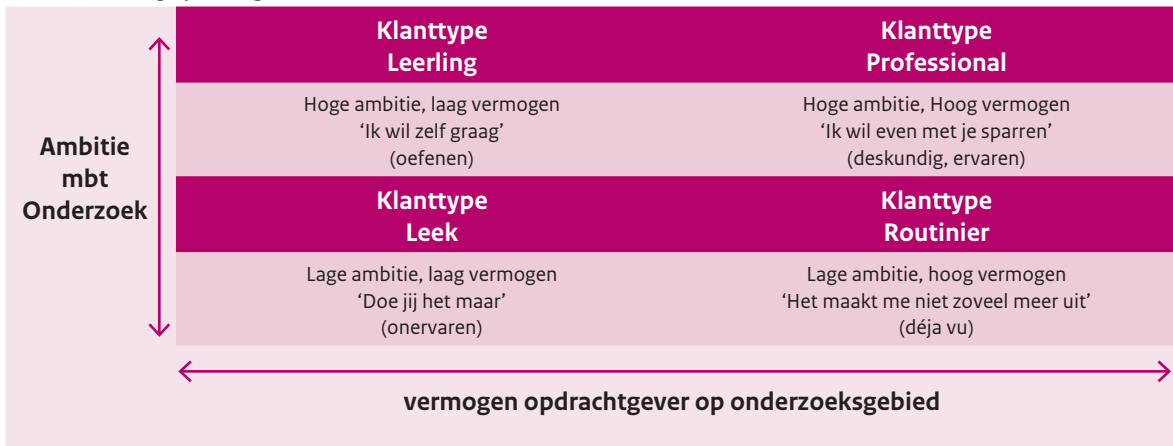 Klanttype
Leerling
Klanttype
Professional
Hoge ambitie, laag vermogen
‘Ik wil zelf graag’
(oefenen)
Hoge ambitie, Hoog vermogen
‘Ik wil even met je sparren’
(deskundig, ervaren)
Ambitie
mbt
Onderzoek
Klanttype
Leek
Klanttype
Routinier
Lage ambitie, laag vermogen
‘Doe jij het maar’
(onervaren)
Lage ambitie, hoog vermogen
‘Het maakt me niet zoveel meer uit’
(déja vu)
vermogen opdrachtgever op onderzoeksgebied